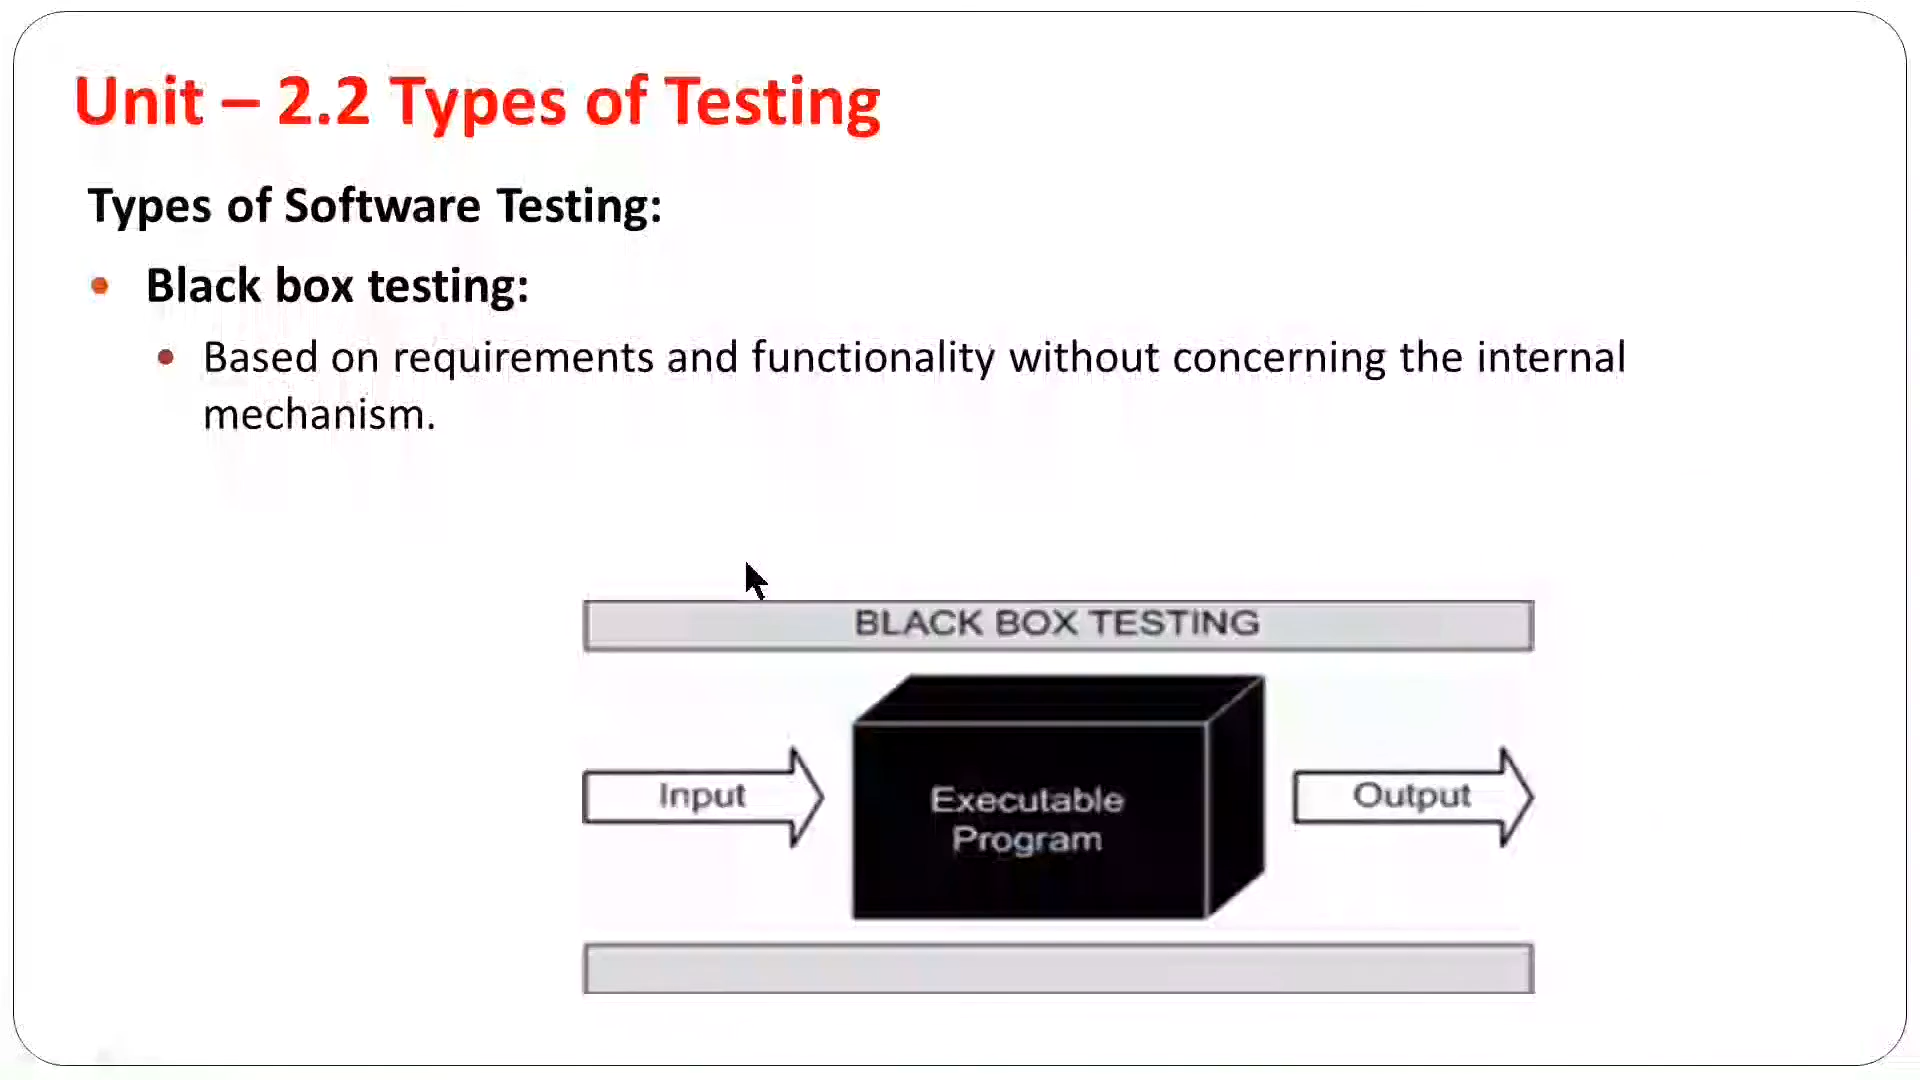 Unit – 2.2 Types of Testing
Types of Software Testing:
• Black box testing:
• Based on requirements and functionality without concerning the internal
mechanism.
BLACK BOX TESTING
Input
Executable
Program
Output